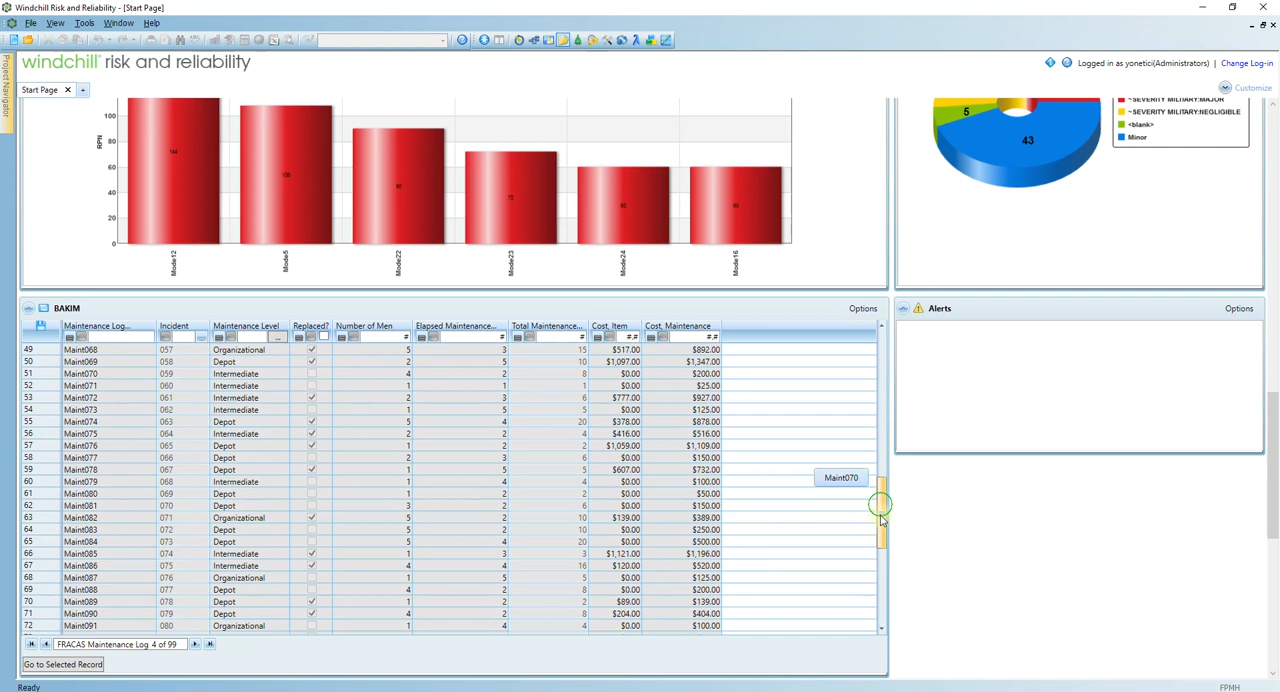 Windchill Risk and Reliability - [Start Page]
File View Tools Window Help
Project Navigator
windchill risk and reliability
Logged in as yonetici(Administrators) Change Log-in
Start Page
Customize
RPN
100
80
60
40
20
0
144
108
90
72
60
60
Mode12
Mode5
Mode22
Mode23
Mode24
Mode16
5
43
~SEVERITY MILITARY:MAJOR
~SEVERITY MILITARY:NEGLIGIBLE
<blank>
Minor
BAKIM Options
Maintenance Log... Incident Maintenance Level Replaced? Number of Men Elapsed Maintenance... Total Maintenance... Cost, Item Cost, Maintenance
... # # # #.# #.#
49 Maint068 057 Organizational 5 3 15 $517.00 $892.00
50 Maint069 058 Depot 2 5 10 $1,097.00 $1,347.00
51 Maint070 059 Intermediate 4 2 8 $0.00 $200.00
52 Maint071 060 Intermediate 1 1 1 $0.00 $25.00
53 Maint072 061 Intermediate 2 3 6 $777.00 $927.00
54 Maint073 062 Intermediate 1 5 5 $0.00 $125.00
55 Maint074 063 Depot 5 4 20 $378.00 $878.00
56 Maint075 064 Intermediate 2 2 4 $416.00 $516.00
57 Maint076 065 Depot 1 2 2 $1,059.00 $1,109.00
58 Maint077 066 Depot 2 3 6 $0.00 $150.00
59 Maint078 067 Depot 1 5 5 $607.00 $732.00
60 Maint079 068 Intermediate 1 4 4 $0.00 $100.00
61 Maint080 069 Depot 1 2 2 $0.00 $50.00
62 Maint081 070 Depot 3 2 6 $0.00 $150.00
63 Maint082 071 Organizational 5 2 10 $139.00 $389.00
64 Maint083 072 Depot 5 2 10 $0.00 $250.00
65 Maint084 073 Depot 5 4 20 $0.00 $500.00
66 Maint085 074 Intermediate 1 3 3 $1,121.00 $1,196.00
67 Maint086 075 Intermediate 4 4 16 $120.00 $520.00
68 Maint087 076 Organizational 1 5 5 $0.00 $125.00
69 Maint088 077 Depot 4 2 8 $0.00 $200.00
70 Maint089 078 Depot 1 2 2 $89.00 $139.00
71 Maint090 079 Depot 4 2 8 $204.00 $404.00
72 Maint091 080 Organizational 1 4 4 $0.00 $100.00
Maint070
FRACAS Maintenance Log 4 of 99
Go to Selected Record
Alerts Options
Ready FPMH